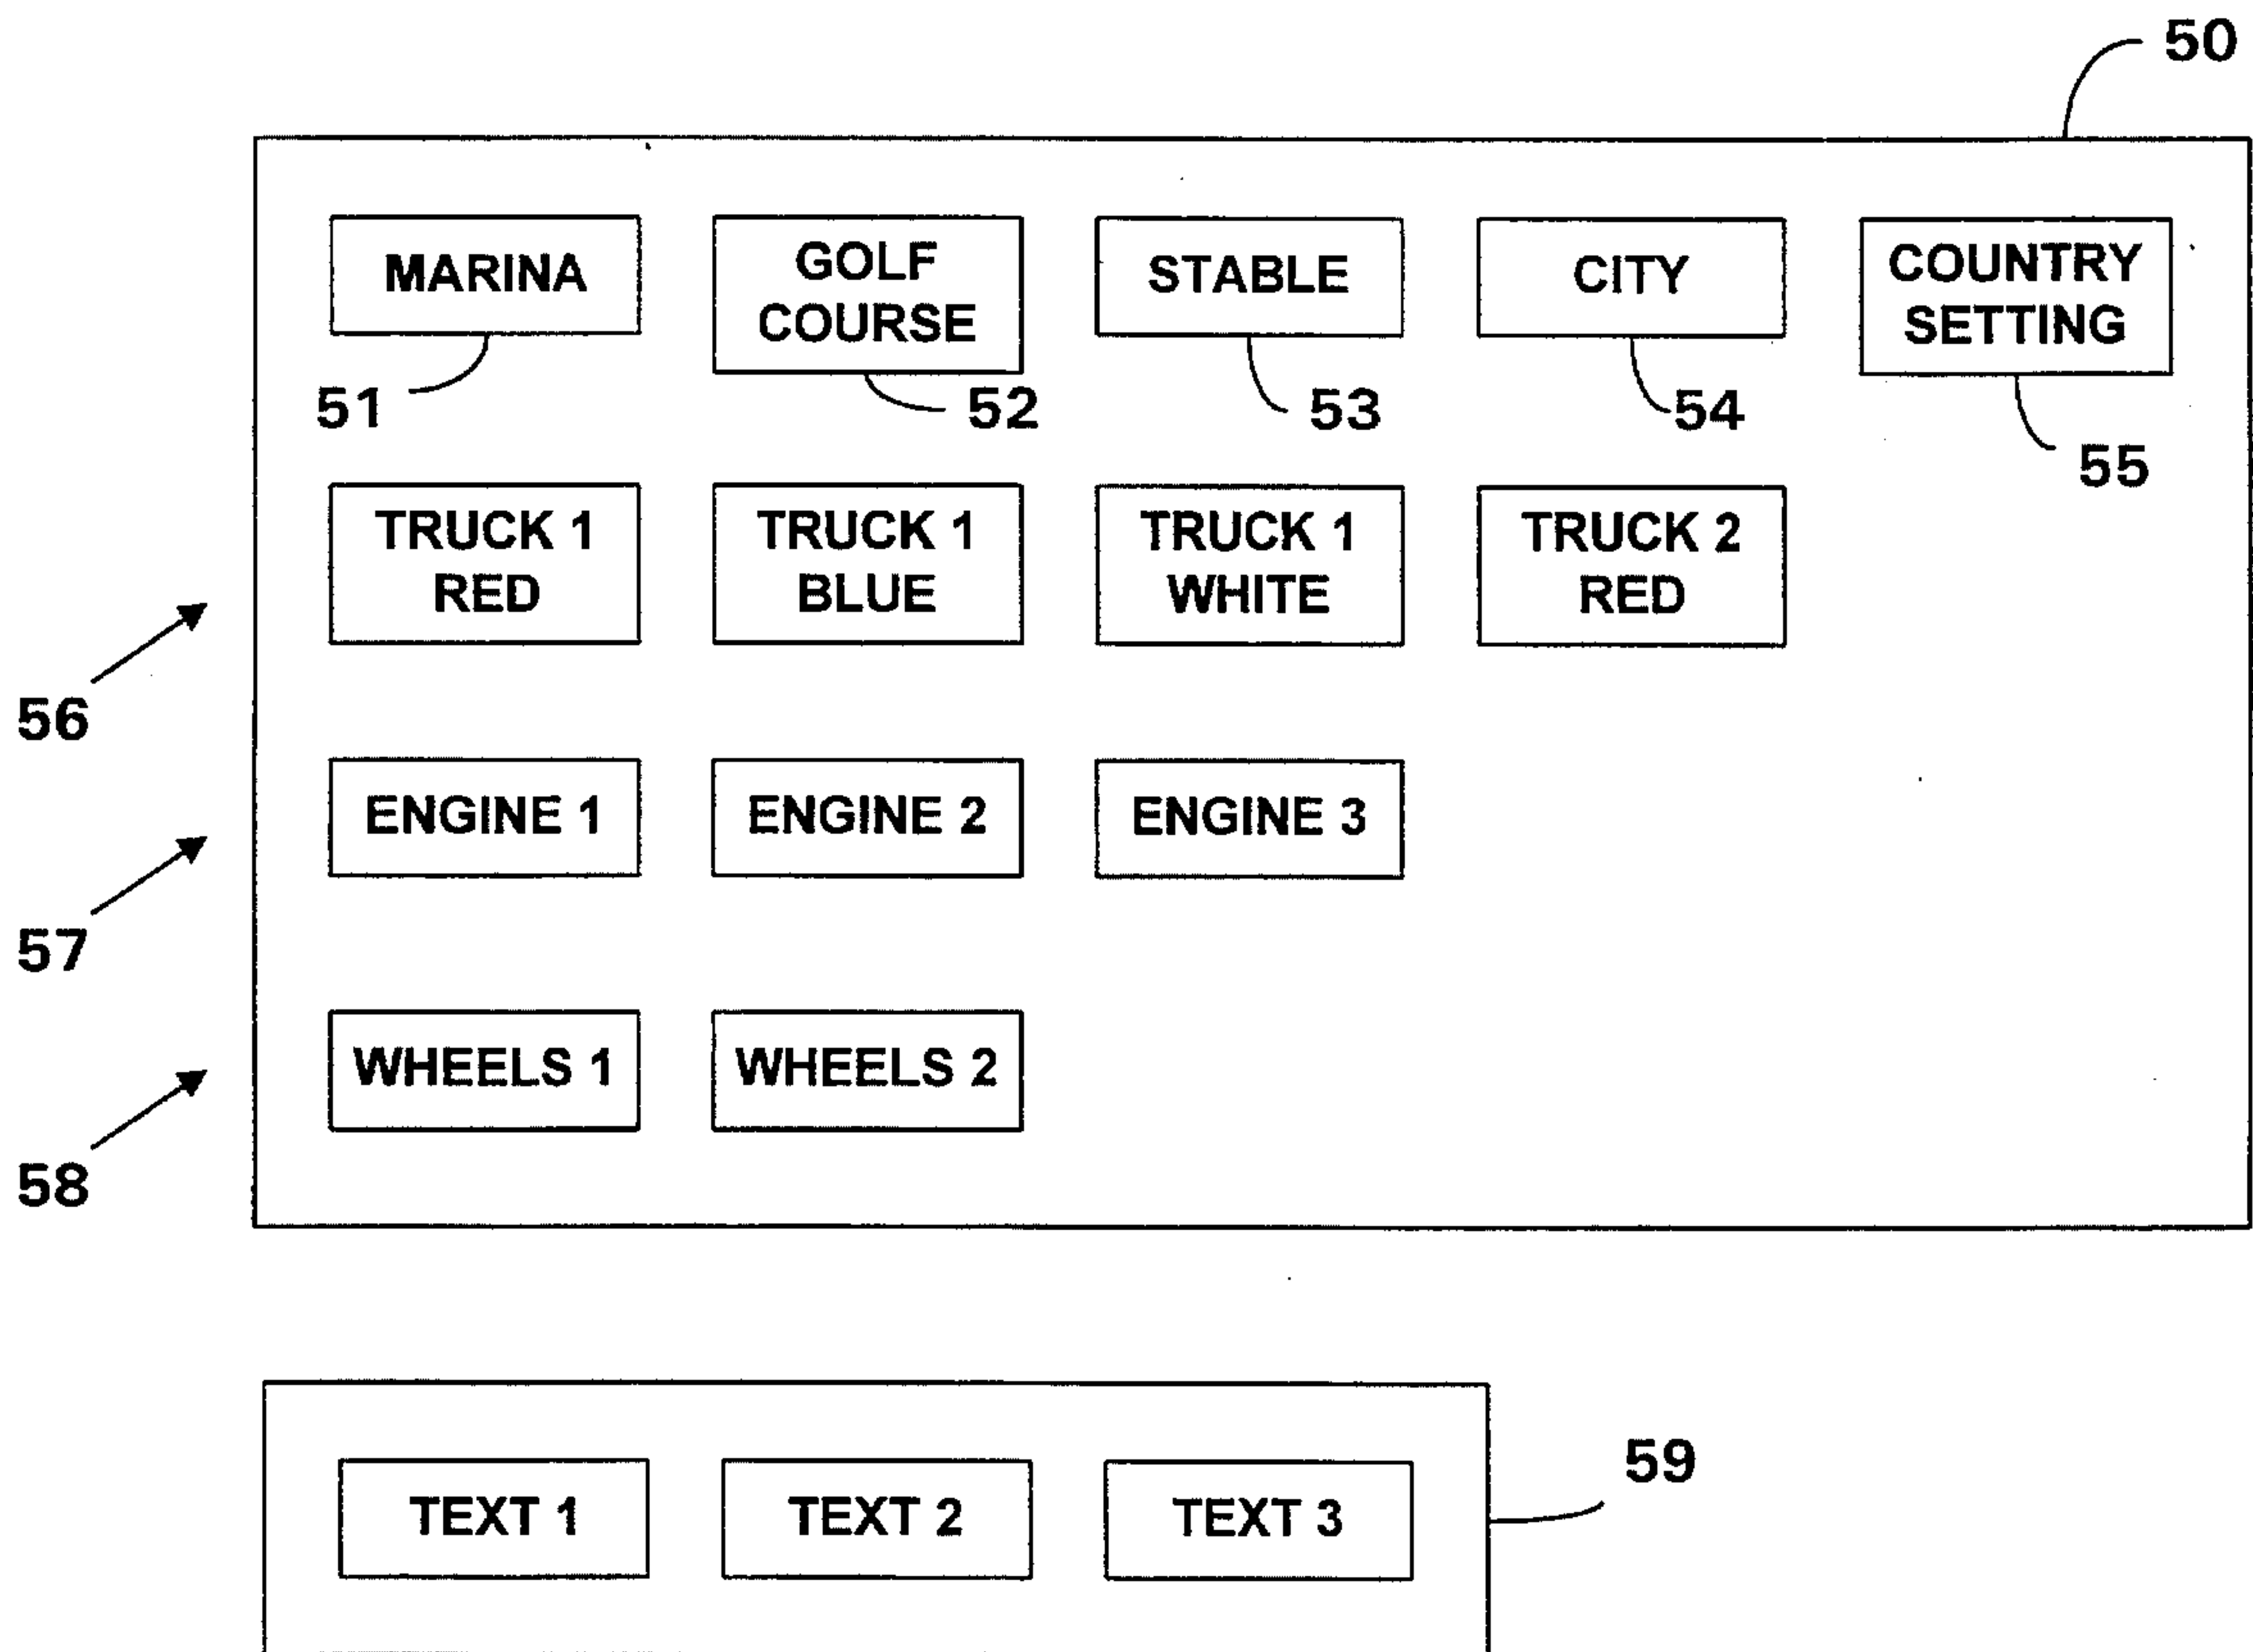 50
MARINA
GOLF
COURSE
STABLE
CITY
COUNTRY
SETTING
51
52
53
54
55
TRUCK 1
RED
TRUCK 1
BLUE
TRUCK 1
WHITE
TRUCK 2
RED
56
ENGINE 1
ENGINE 2
ENGINE 3
57
WHEELS 1
WHEELS 2
58
59
TEXT 1
TEXT 2
TEXT 3